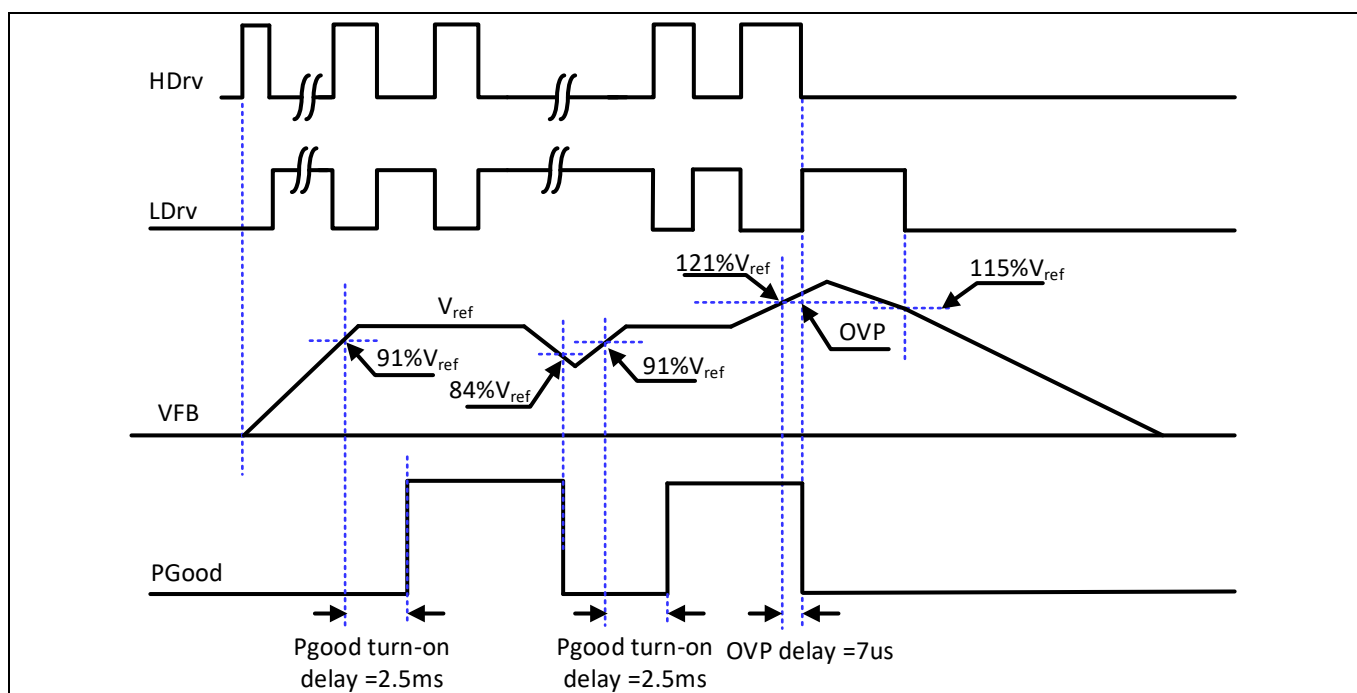 HDrv
LDrv
121%Vref
115%Vref
Vref
OVP
91%Vref
84%Vref
91%Vref
VFB
PGood
Pgood turn-on
delay =2.5ms
Pgood turn-on
delay =2.5ms
OVP delay =7us